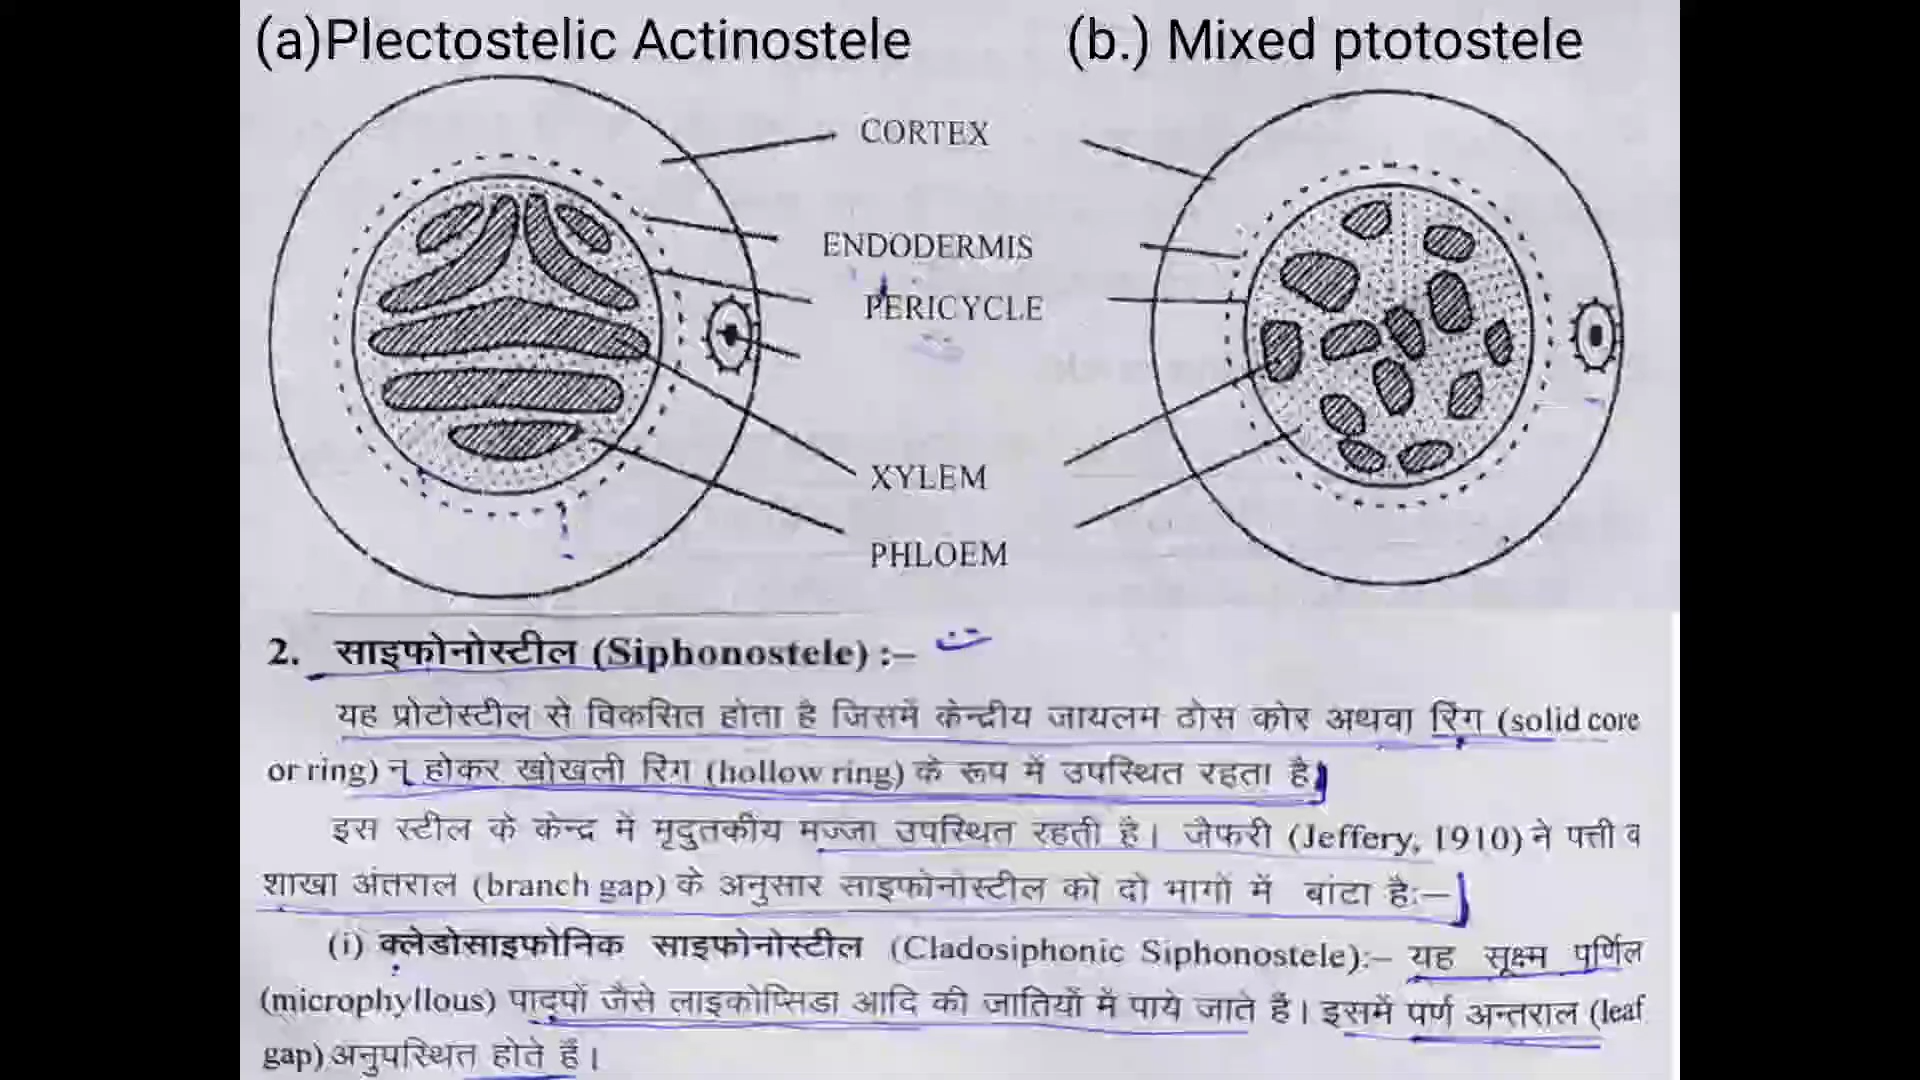 (a)Plectostelic Actinostele
(b.) Mixed ptotostele
CORTEX
ENDODERMIS
PERICYCLE
XYLEM
PHLOEM
2. साइफोनोस्टील (Siphonostele) :–
यह प्रोटोस्टील से विकसित होता है जिसमें केन्द्रीय जायलम ठोस कोर अथवा रिंग (solid core
or ring) न होकर खोखली रिंग (hollow ring) के रूप में उपस्थित रहता है।
इस स्टील के केन्द्र में मृदुतकीय मज्जा उपस्थित रहती है। जैफरी (Jeffery, 1910) ने पत्ती व
शाखा अंतराल (branch gap) के अनुसार साइफोनोस्टील को दो भागों में बांटा है:–
(i) क्लेडोसाइफोनिक साइफोनोस्टील (Cladosiphonic Siphonostele):– यह सूक्ष्म पूर्णिल
(microphyllous) पादपों जैसे लाइकोप्सिडा आदि की जातियों में पाये जाते हैं। इसमें पर्ण अन्तराल (leaf
gap) अनुपस्थित होते हैं।